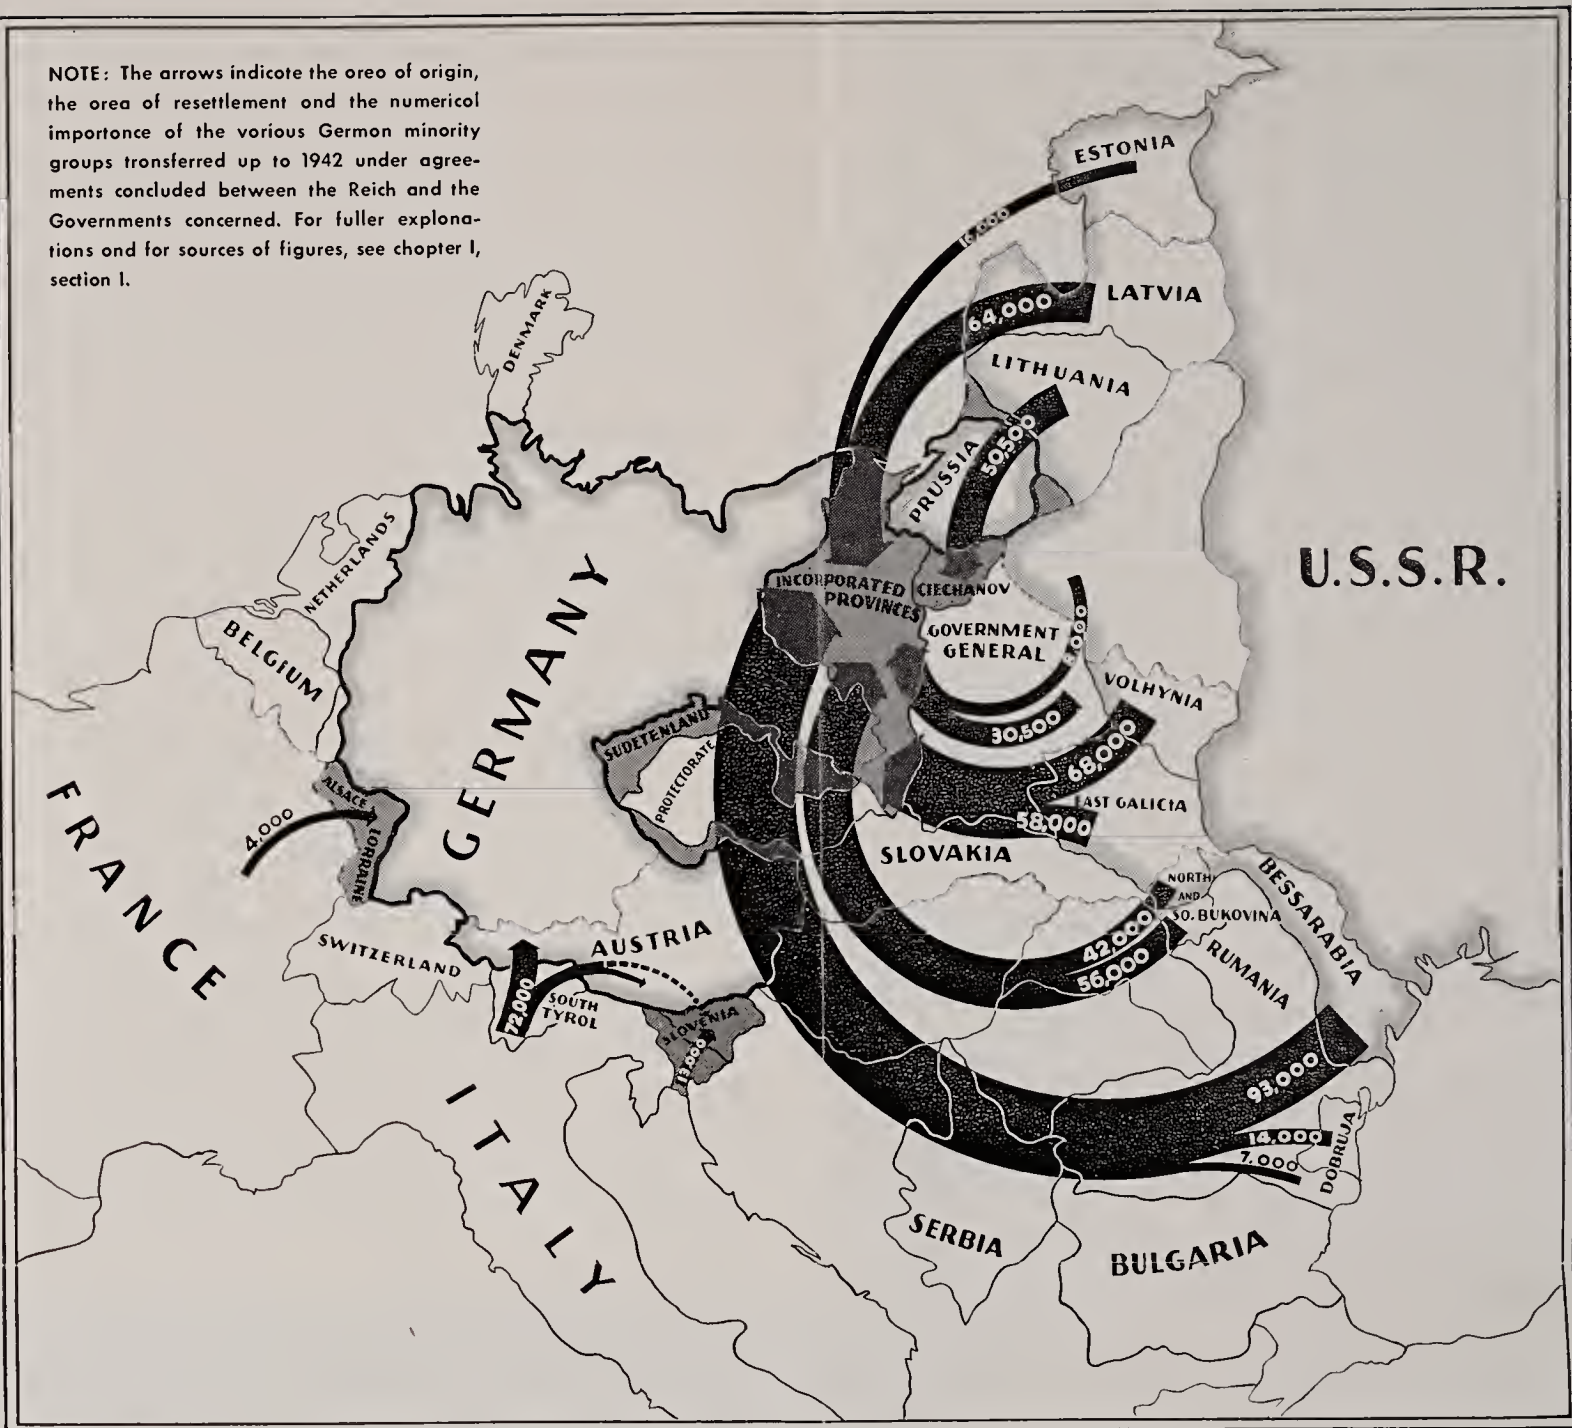 NOTE: The arrows indicote the oreo of origin,
the orea of resettlement ond the numericol
importonce of the vorious Germon minority
groups tronsferred up to 1942 under agree-
ments concluded between the Reich and the
Governments concerned. For fuller explona-
tions ond for sources of figures, see chopter I,
section I.
ESTONIA
16,000
LATVIA
64,000
LITHUANIA
50,500
PRUSSIA
DENMARK
NETHERLANDS
BELGIUM
GERMANY
U.S.S.R.
INCORPORATED
PROVINCES
CIECHANOV
GOVERNMENT
GENERAL
VOLHYNIA
30,500
68,000
EAST GALICIA
58,000
SUDETENLAND
PROTECTORATE
ALSACE
LORRAINE
4,000
FRANCE
SLOVAKIA
NORTH
AND
SO. BUKOVINA
BESSARABIA
42,000
56,000
RUMANIA
AUSTRIA
SWITZERLAND
72,000
SOUTH
TYROL
SLOVENIA
13,000
ITALY
93,000
14,000
7,000
DOBRUJA
SERBIA
BULGARIA